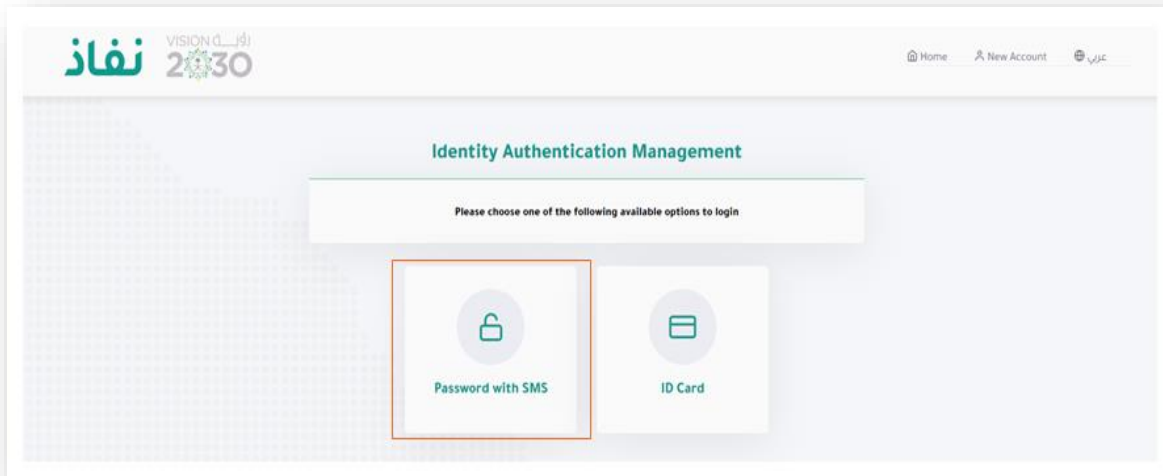 نفاذ
VISION رؤيــة
2030
Home
New Account
عربي
Identity Authentication Management
Please choose one of the following available options to login
Password with SMS
ID Card